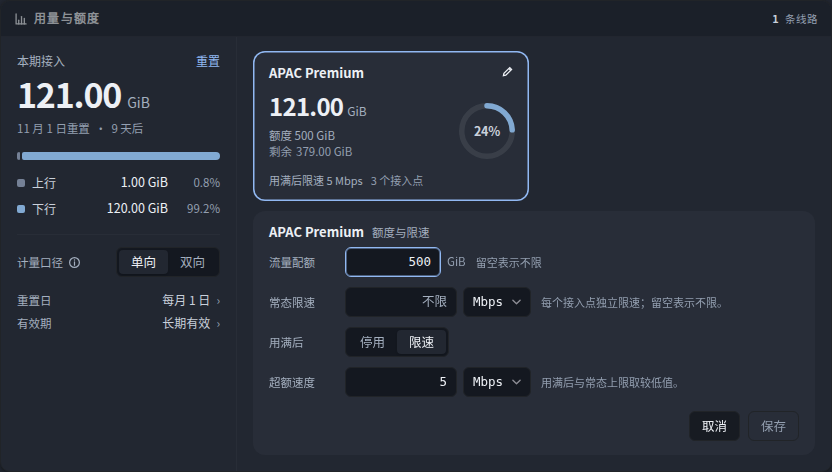 用量与额度
1 条线路
本期接入 重置
121.00 GiB
11 月 1 日重置 • 9 天后
上行 1.00 GiB 0.8%
下行 120.00 GiB 99.2%
计量口径 单向 双向
重置日 每月 1 日 ›
有效期 长期有效 ›
APAC Premium
121.00 GiB
额度 500 GiB
剩余 379.00 GiB
24%
用满后限速 5 Mbps 3 个接入点
APAC Premium 额度与限速
流量配额 500 GiB 留空表示不限
常态限速 不限 Mbps 每个接入点独立限速；留空表示不限。
用满后 停用 限速
超额速度 5 Mbps 用满后与常态上限取较低值。
取消 保存